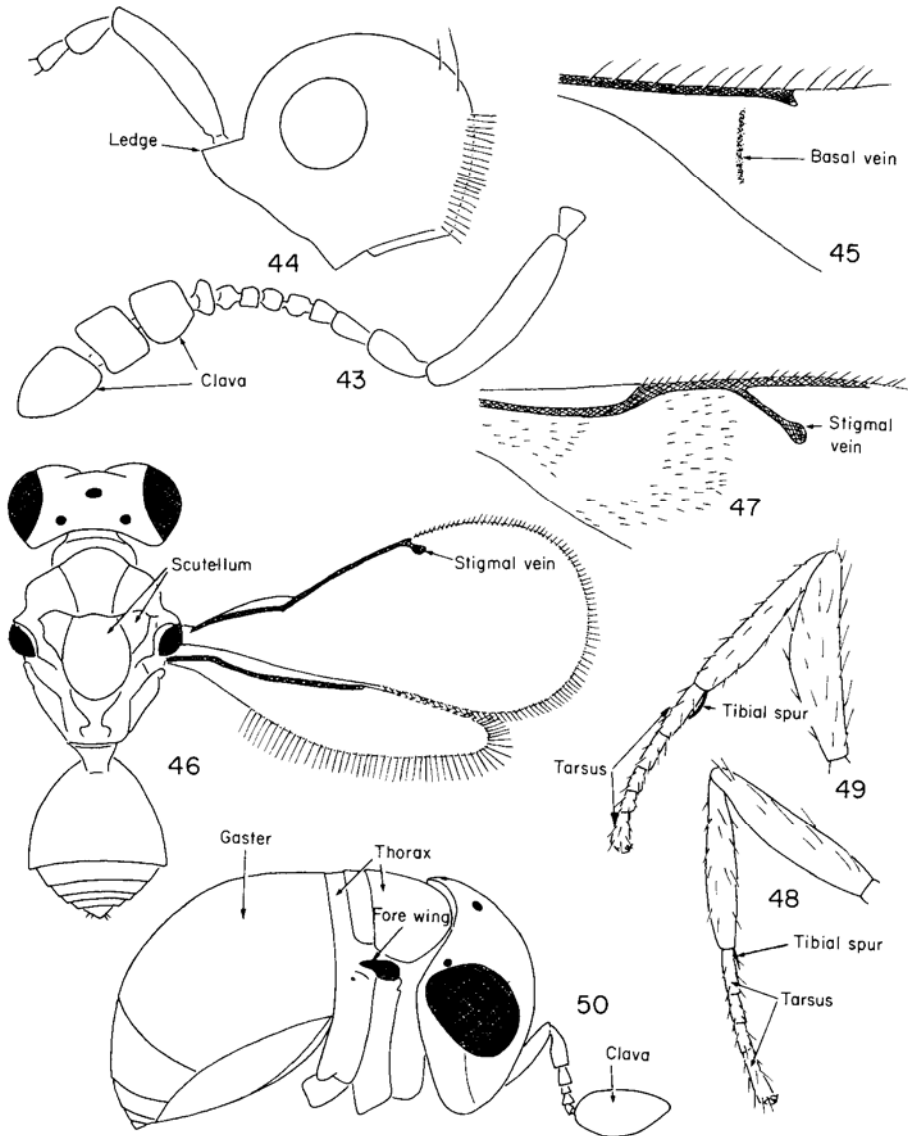 Ledge
Basal vein
45
44
Clava
43
Stigmal
vein
47
Scutellum
Stigmal vein
Tibial spur
46
Tarsus
49
Gaster
Thorax
48
Fore wing
Tibial spur
50
Tarsus
Clava